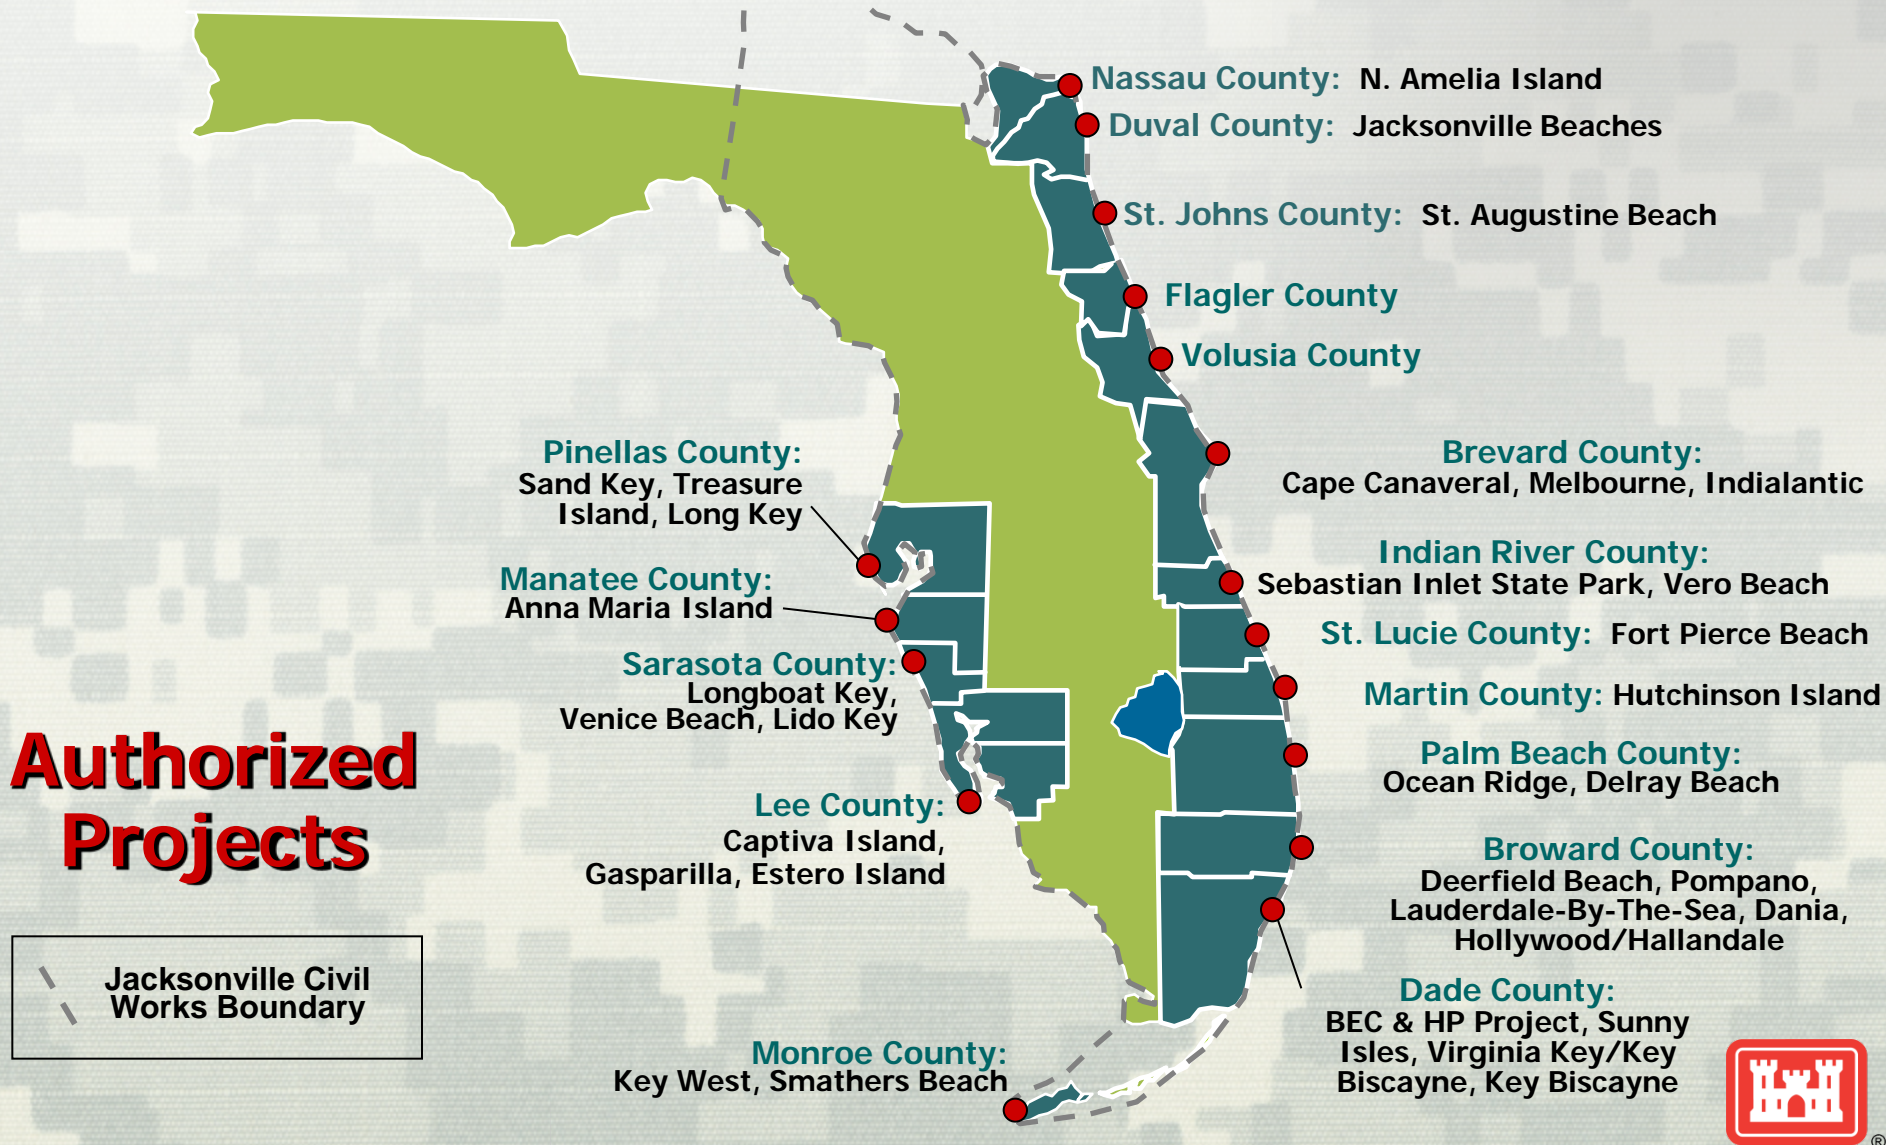 Nassau County: N. Amelia Island
Duval County: Jacksonville Beaches
St. Johns County: St. Augustine Beach
Flagler County
Volusia County
Pinellas County:
Sand Key, Treasure
Island, Long Key
Manatee County:
Anna Maria Island
Sarasota County:
Longboat Key,
Venice Beach, Lido Key
Lee County:
Captiva Island,
Gasparilla, Estero Island
Monroe County:
Key West, Smathers Beach
Brevard County:
Cape Canaveral, Melbourne, Indialantic
Indian River County:
Sebastian Inlet State Park, Vero Beach
St. Lucie County: Fort Pierce Beach
Martin County: Hutchinson Island
Palm Beach County:
Ocean Ridge, Delray Beach
Broward County:
Deerfield Beach, Pompano,
Lauderdale-By-The-Sea, Dania,
Hollywood/Hallandale
Dade County:
BEC & HP Project, Sunny
Isles, Virginia Key/Key
Biscayne, Key Biscayne
Authorized
Projects
Jacksonville Civil
Works Boundary
®